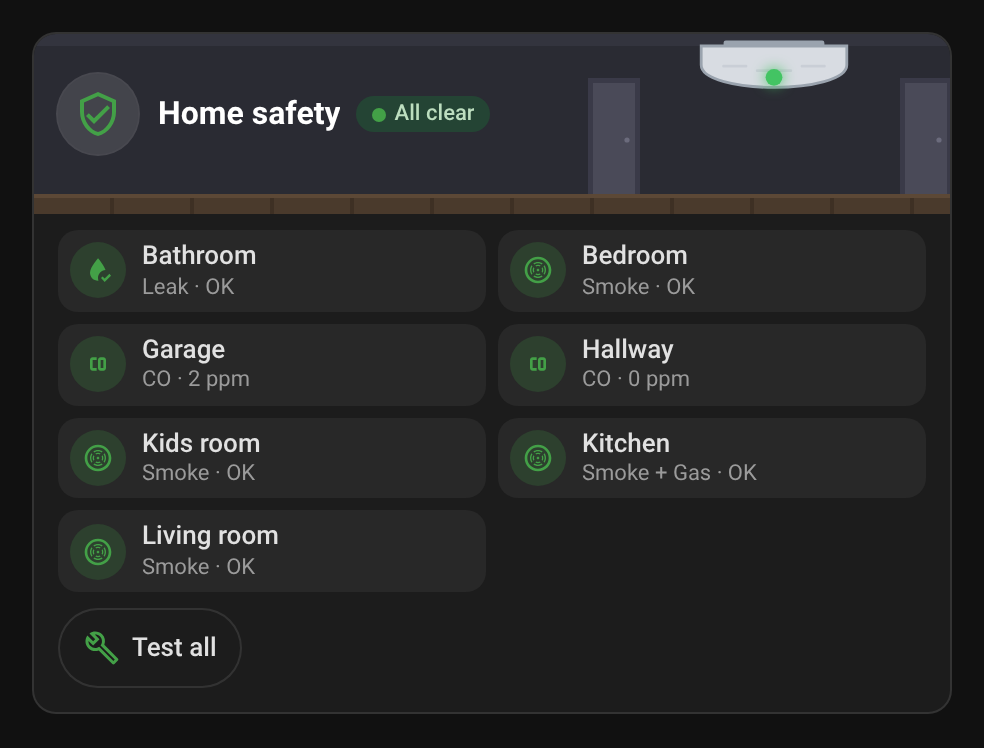 Home safety
All clear
Bathroom
Leak · OK
Bedroom
Smoke · OK
CO
Garage
CO · 2 ppm
CO
Hallway
CO · 0 ppm
Kids room
Smoke · OK
Kitchen
Smoke + Gas · OK
Living room
Smoke · OK
Test all